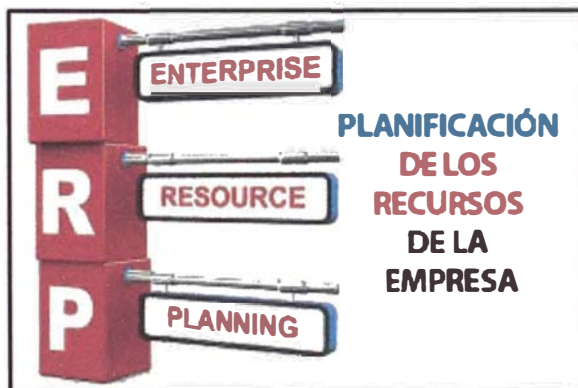 E
ENTERPRISE
R
RESOURCE
P
PLANNING
PLANIFICACIÓN
DE LOS
RECURSOS
DE LA
EMPRESA